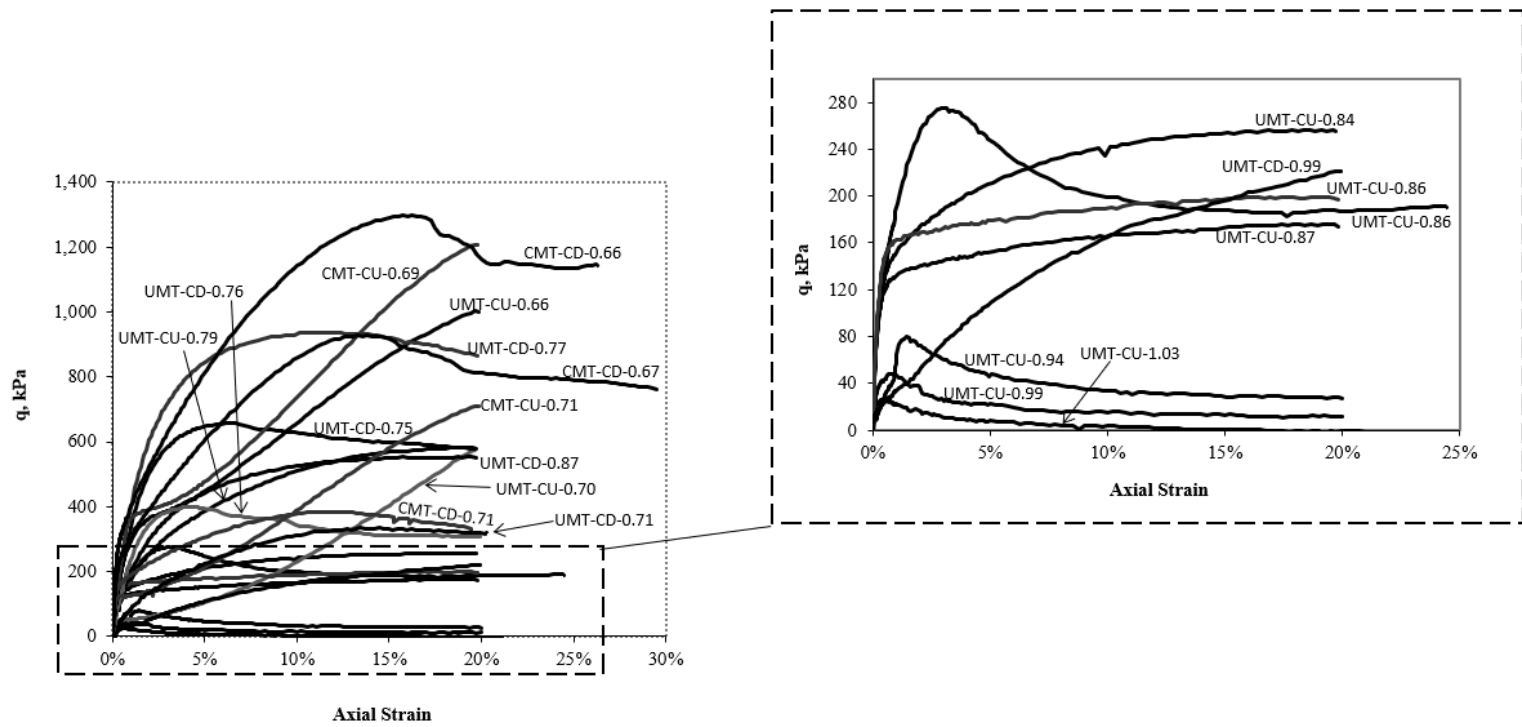 1,400
1,200
1,000
800
600
400
200
0
q, kPa
0%
5%
10%
15%
20%
25%
30%
Axial Strain
CMT-CD-0.66
CMT-CU-0.69
UMT-CD-0.76
UMT-CU-0.66
UMT-CU-0.79
UMT-CD-0.77
CMT-CD-0.67
CMT-CU-0.71
UMT-CD-0.75
UMT-CD-0.87
UMT-CU-0.70
CMT-CD-0.71
UMT-CD-0.71
280
240
200
160
120
80
40
0
q, kPa
0%
5%
10%
15%
20%
25%
Axial Strain
UMT-CU-0.84
UMT-CD-0.99
UMT-CU-0.86
UMT-CU-0.86
UMT-CU-0.87
UMT-CU-1.03
UMT-CU-0.94
UMT-CU-0.99